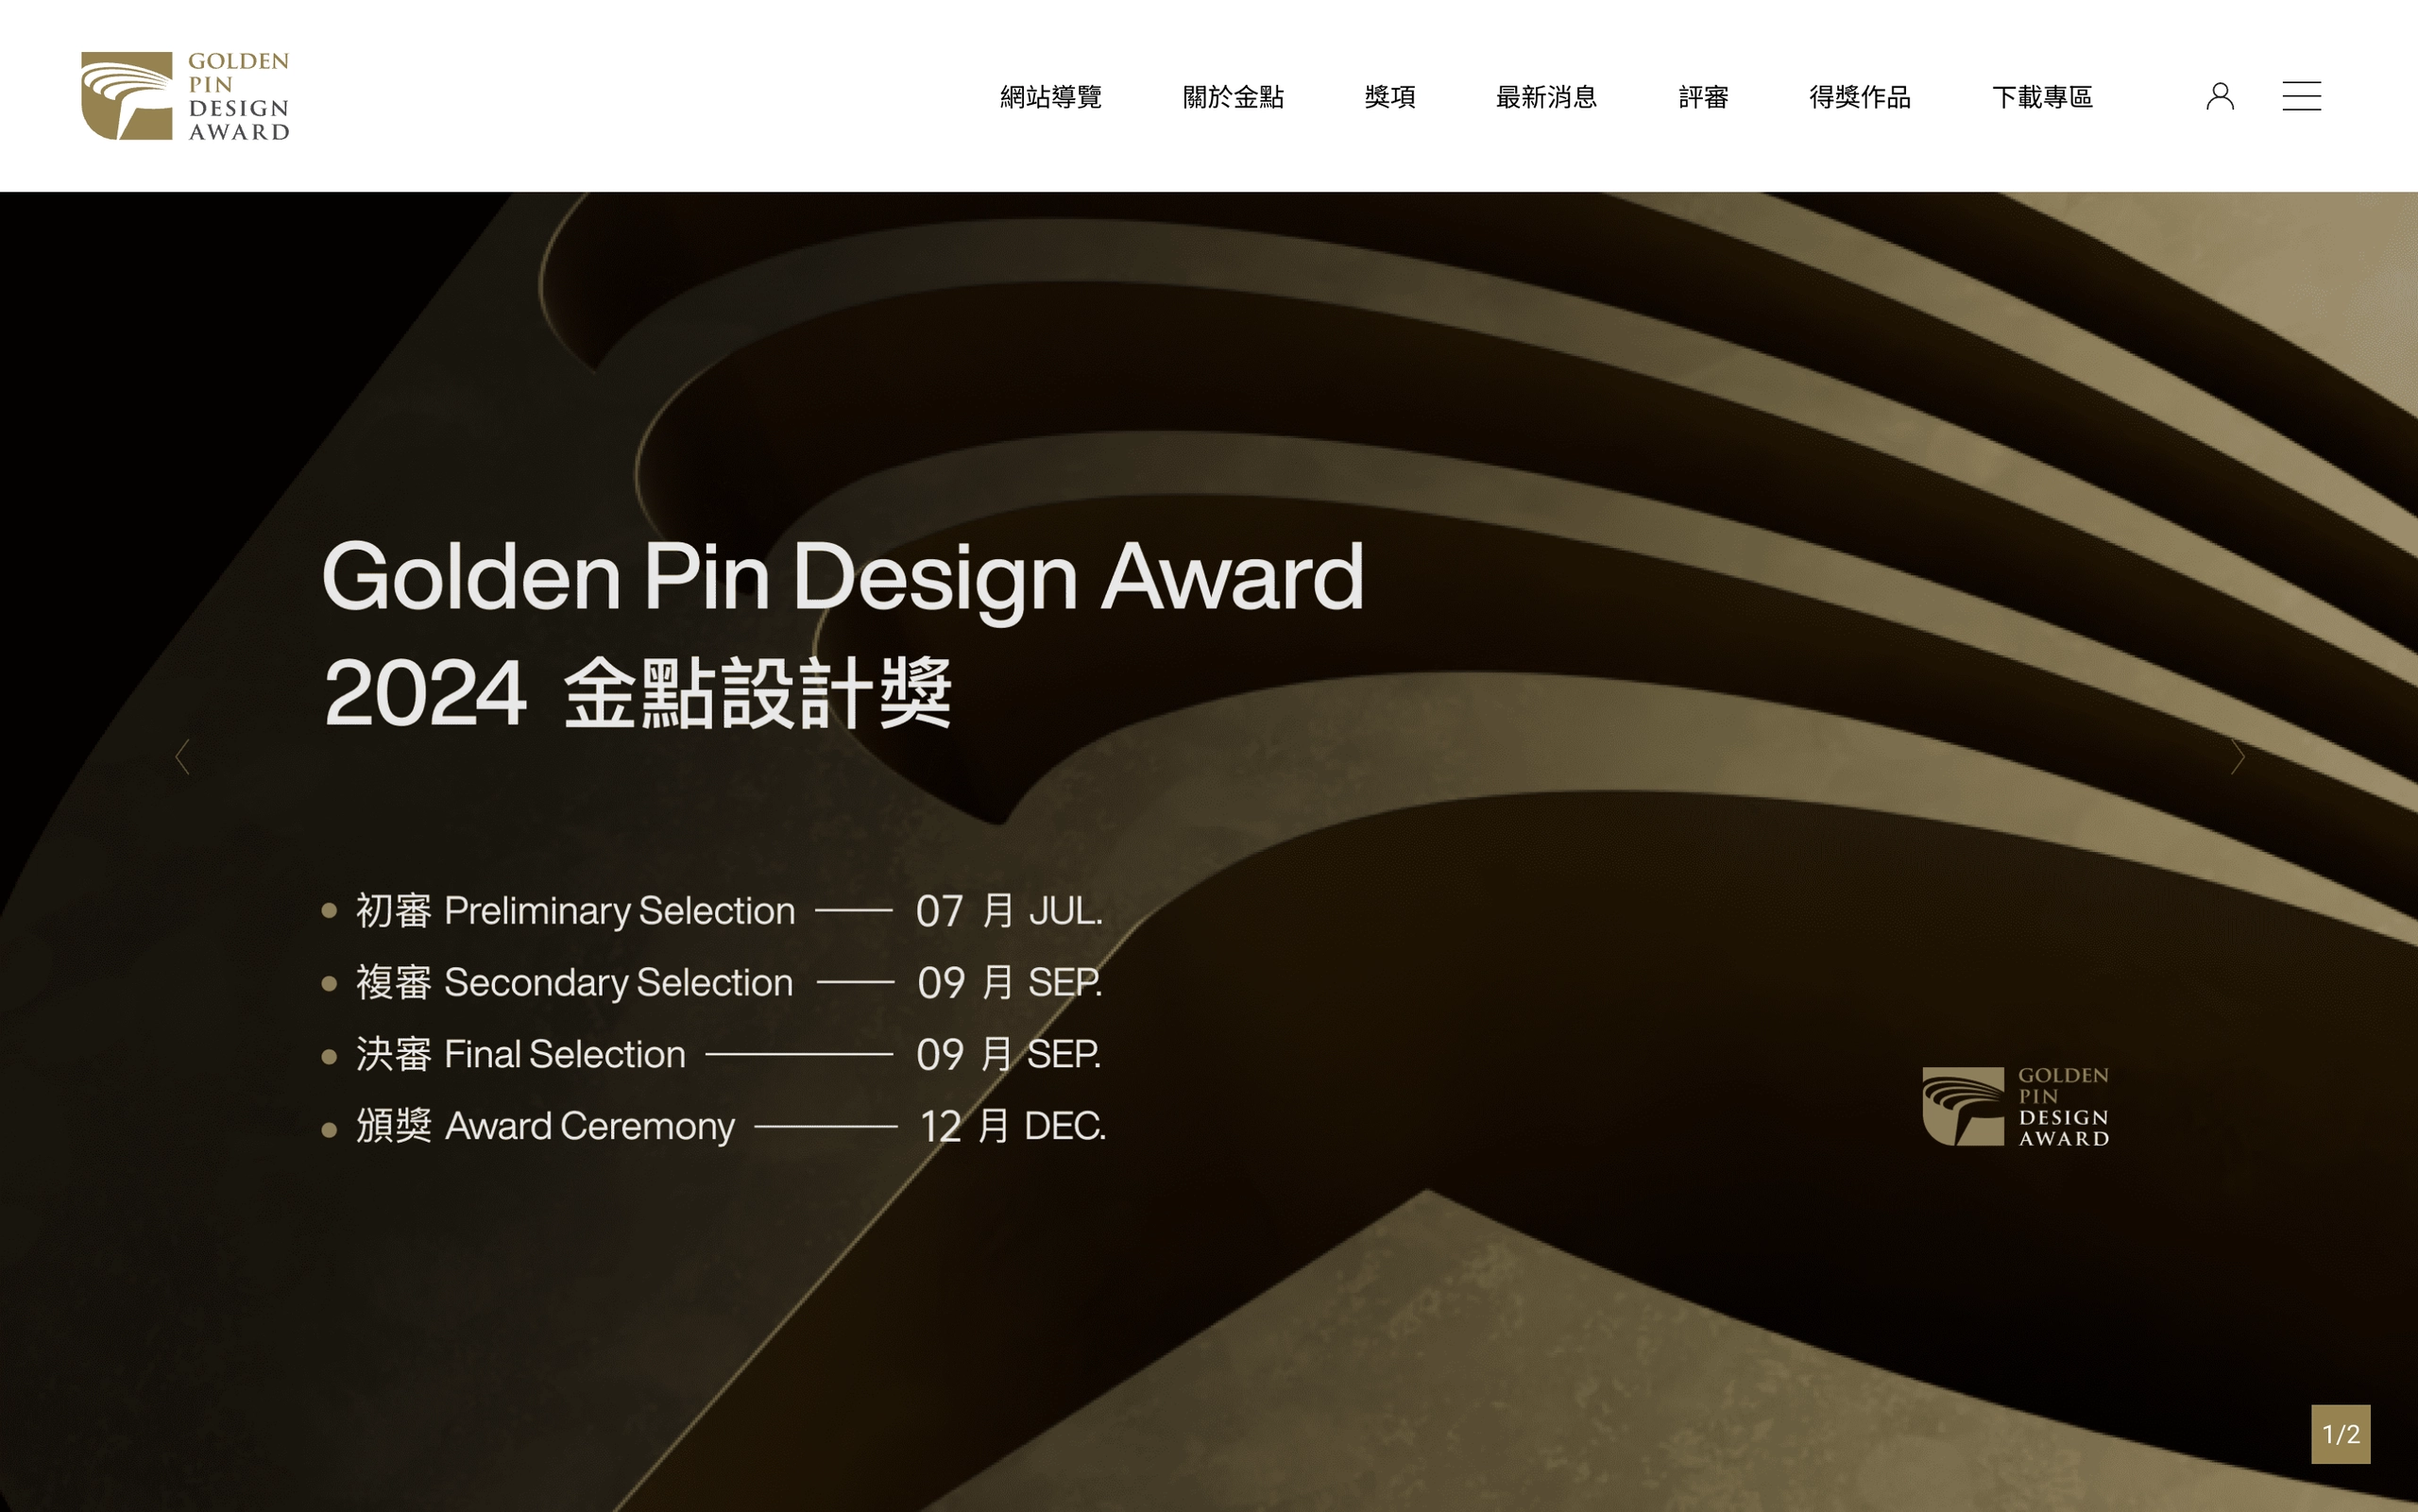 GOLDEN
PIN
DESIGN
AWARD
網站導覽 關於金點 獎項 最新消息 評審 得獎作品 下載專區
Golden Pin Design Award
2024 金點設計獎
初審 Preliminary Selection 07 月 JUL.
複審 Secondary Selection 09 月 SEP.
決審 Final Selection 09 月 SEP.
頒獎 Award Ceremony 12 月 DEC.
GOLDEN
PIN
DESIGN
AWARD
1/2